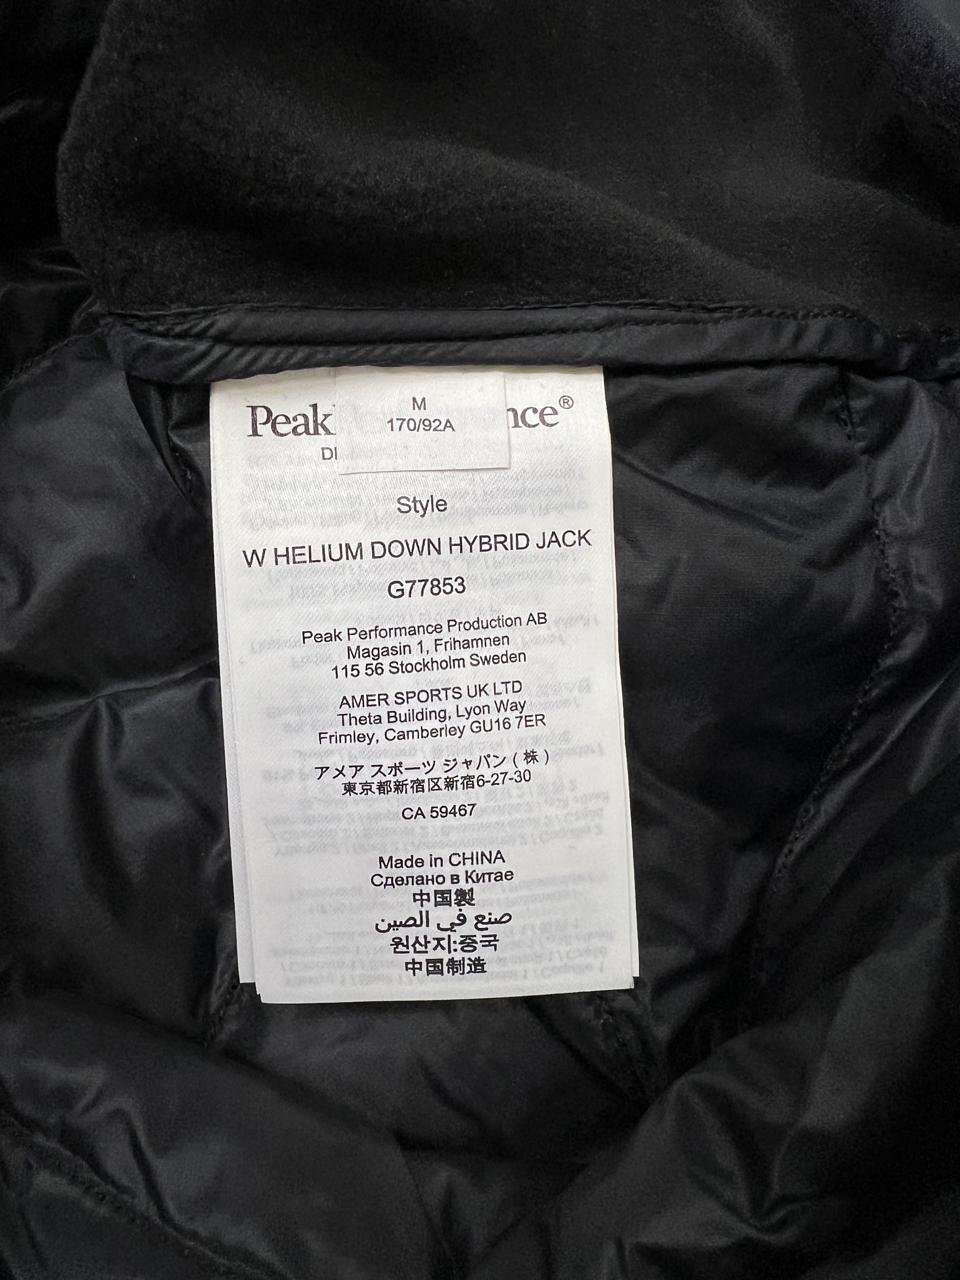 Peak nce®
M
170/92A
Style
W HELIUM DOWN HYBRID JACK
G77853
Peak Performance Production AB
Magasin 1, Frihamnen
115 56 Stockholm Sweden
AMER SPORTS UK LTD
Theta Building, Lyon Way
Frimley, Camberley GU16 7ER
アメア スポーツ ジャパン ( 株 )
東京都新宿区新宿6-27-30
CA 59467
Made in CHINA
Сделано в Китае
中国製
صنع في الصين
원산지:중국
中国制造